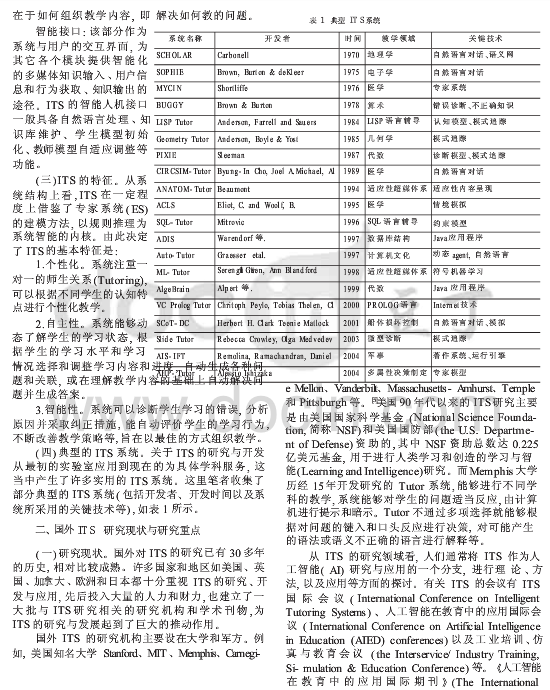 在于如何组织教学内容, 即 解决如何教的问题。
智能接口: 该部分作为
系统与用户的交互界面, 为
其它各个模块提供智能化
的多媒体知识输入、用户信
息和行为获取、知识输出的
途径。ITS 的智能人机接口
一般具备自然语言处理、知
识库维护、学生模型初始
化、教师模型自适应调整等
功能。
(三)ITS 的特征。从系
统结构上看,ITS 在一定程
度上借鉴了专家系统(ES)
的建模方法, 以规则推理为
系统智能的内核。由此决定
了 ITS 的基本特征是:
1.个性化。系统注重一
对一的师生关系(Tutoring),
可以根据不同学生的认知特
点进行个性化教学。
2.自主性。系统能够动
态了解学生的学习状态, 根
据学生的学习水平和学习
情况选择和调整学习内容和进度, 自动生成各种问
题和关联, 或在理解教学内容的基础上自动解决问
题并生成答案。
3.智能性。系统可以诊断学生学习的错误, 分析
原因并采取纠正措施, 能自动评价学生的学习行为,
不断改善教学策略等, 旨在以最佳的方式组织教学。
(四)典型的 ITS 系统。关于 ITS 的研究与开发
从最初的实验室应用到现在的为具体学科服务, 这
当中产生了许多实用的 ITS 系统。这里笔者收集了
部分典型的 ITS 系统( 包括开发者、开发时间以及系
统所采用的关键技术等), 如表 1 所示。
二、国外 ITS 研究现状与研究重点
(一)研究现状。国外对 ITS 的研究已有 30 多年
的历史, 相对比较成熟。许多国家和地区如美国、英
国、加拿大、欧洲和日本都十分重视 ITS 的研究、开
发与应用, 先后投入大量的人力和财力, 也建立了一
大批与 ITS 研究相关的研究机构和学术刊物,为
ITS 的研究与发展起到了巨大的推动作用。
国外 ITS 的研究机构主要设在大学和军方。例
如, 美国知名大学 Stanford、MIT、Memphis、Carnegi-
表 1 典型 ITS系统
系统名称 开发者 时间 教学领域 关键技术
SCHOLAR Carbonell 1970 地理学 自然语言对话、语义网
SOPHIE Brown, Burton & deKleer 1975 电子学 自然语言对话
MYCIN Shortliffe 1976 医学 专家系统
BUGGY Brown & Burton 1978 算术 错误诊断、不正确知识
LISP Tutor Anderson, Farrell and Sauers 1984 LISP 语言辅导 认知模型、模式追踪
Geometry Tutor Anderson, Boyle & Yost 1985 几何学 模式追踪
PIXIE Sleeman 1987 代数 诊断模型、模式追踪
CIRCSIM- Tutor Byung- In Cho, Joel A.Michael, Al 1989 医学 自然语言对话
ANATOM- Tutor Beaumont 1994 适应性超媒体系 适应性内容呈现
ACLS Eliot, C. and Woolf, B. 1995 医学 情境模拟
SQL- Tutor Mitrovic 1996 SQL 语言辅导 约束模型
ADIS Warendorf 等. 1997 数据库结构 Java应用程序
Auto- Tutor Graesser etal. 1997 计算机文化 动态 agent, 自然语言
ML- Tutor Serengil Güven, Ann Blandford 1998 适应性超媒体系 符号机器学习
AlgeBrain Alpert 等. 1999 代数 Java 应用程序
VC Prolog Tutor Christoph Peylo, Tobias Thelen, Cl 2000 PROLOG 语言 Internet 技术
SCoT- DC Herbert H. Clark Teenie Matlock 2001 船体损坏控制 自然语言对话、模拟
Slide Tutor Rebecca Crowley, Olga Medvedev 2003 微型诊断 模式追踪
AIS- IFT Remolina, Ramachandran, Daniel 2004 军事 著作系统、运行引擎
AHP- Tutor Alessio Ishizaka 2004 多属性决策制定 专家模型
e Mellon、Vanderbilt、Massachusetts- Amhurst、Temple
和 Pittsburgh 等。美国 90 年代以来的 ITS研究主要
是由美国国家科学基金 (National Science Founda-
tion, 简称 NSF)和美国国防部(the U.S. Departme-
nt of Defense) 资助的, 其中 NSF 资助总数达 0.225
亿美元基金, 用于进行人类学习和创造的学习与智
能(Learning and Intelligence)研究。而 Memphis 大学
历经 15 年开发研究的 Tutor 系统, 能够进行不同学
科的教学, 系统能够对学生的问题适当反应, 由计算
机进行提示和暗示。Tutor 不通过多项选择就能够根
据对问题的键入和口头反应进行决策, 对可能产生
的语法或语义不正确的语言进行解释等。
从 ITS 的研究领域看, 人们通常将 ITS 作为人
工智能( AI) 研究与应用的一个分支, 进行理论、方
法, 以及应用等方面的探讨。有关 ITS 的会议有 ITS
国际会议 ( International Conference on Intelligent
Tutoring Systems) 、人工智能在教育中的应用国际会
议 ( International Conference on Artificial Intelligence
in Education (AIED) conferences) 以及工业培训、仿
真与教育会议 (the Interservice/ Industry Training,
Si- mulation & Education Conference) 等。《人工智能
在教育中的应用国际期刊》(The International